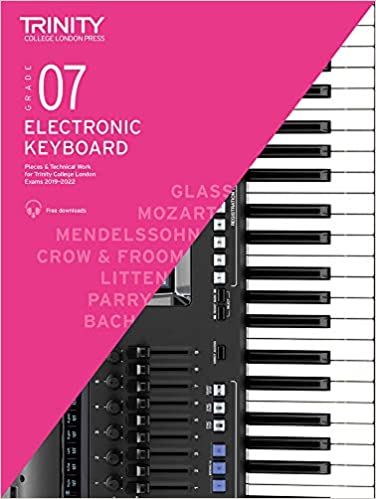 TRINITY
COLLEGE LONDON PRESS
GRADE
07
ELECTRONIC
KEYBOARD
Pieces & Technical Work
for Trinity College London
Exams 2019-2022
Free downloads
GLASS
MOZART
MENDELSSOHN
CROW & FROOM
LITTEN
PARRY
BACH
REGISTRATION